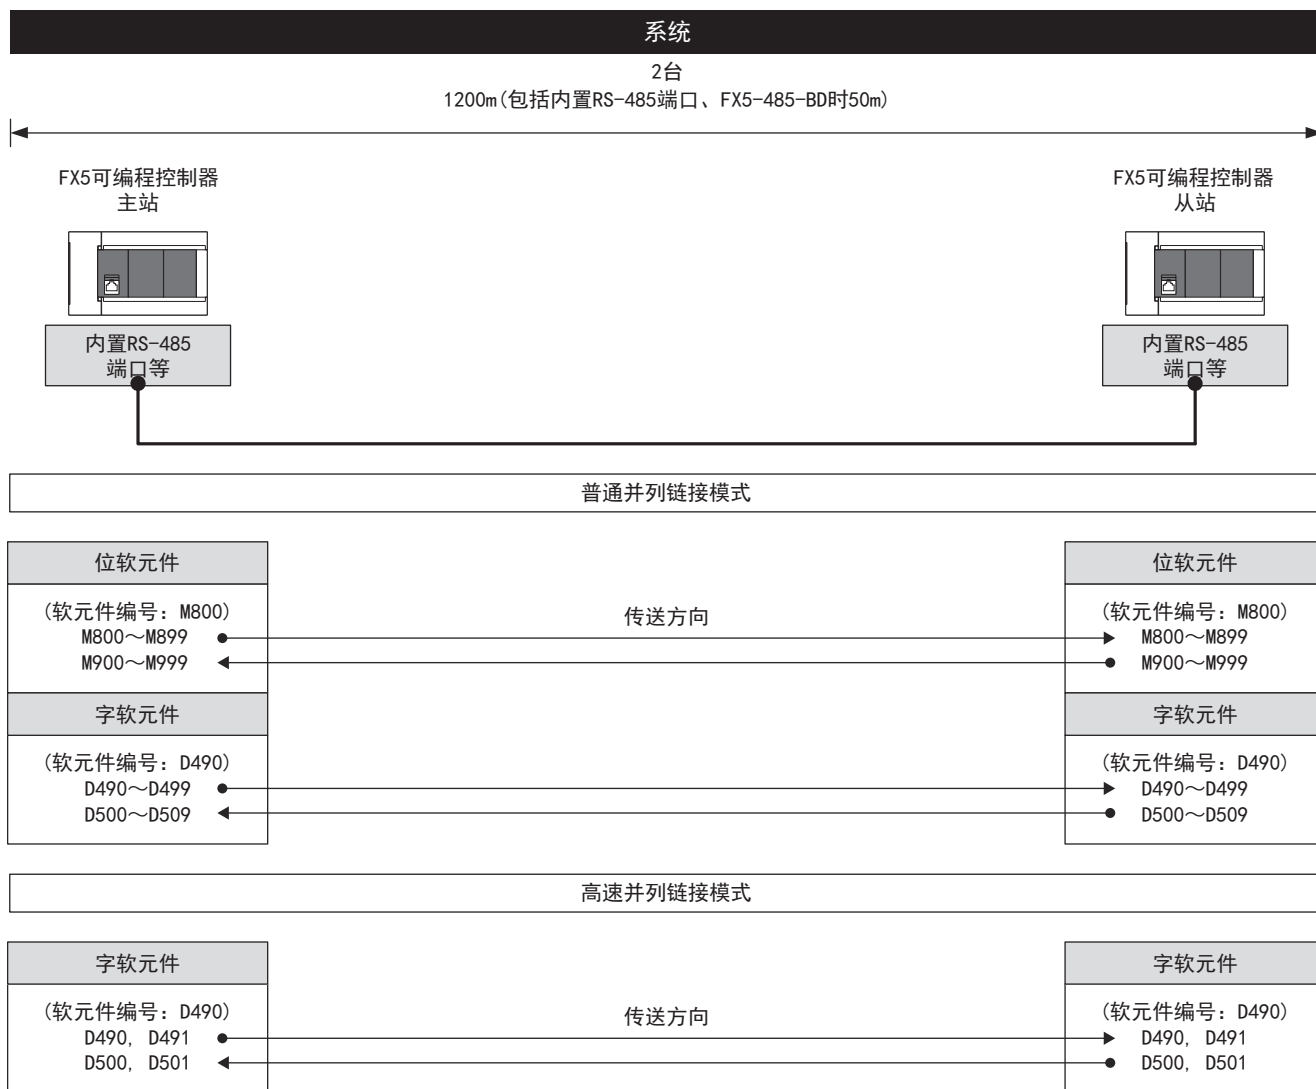 系统
2台
1200m(包括内置RS-485端口、FX5-485-BD时50m)
FX5可编程控制器
主站
FX5可编程控制器
从站
内置RS-485
端口等
内置RS-485
端口等
普通并列链接模式
位软元件
位软元件
(软元件编号：M800)
传送方向
(软元件编号：M800)
M800～M899
M800～M899
M900～M999
M900～M999
字软元件
字软元件
(软元件编号：D490)
(软元件编号：D490)
D490～D499
D490～D499
D500～D509
D500～D509
高速并列链接模式
字软元件
字软元件
(软元件编号：D490)
传送方向
(软元件编号：D490)
D490, D491
D490, D491
D500, D501
D500, D501